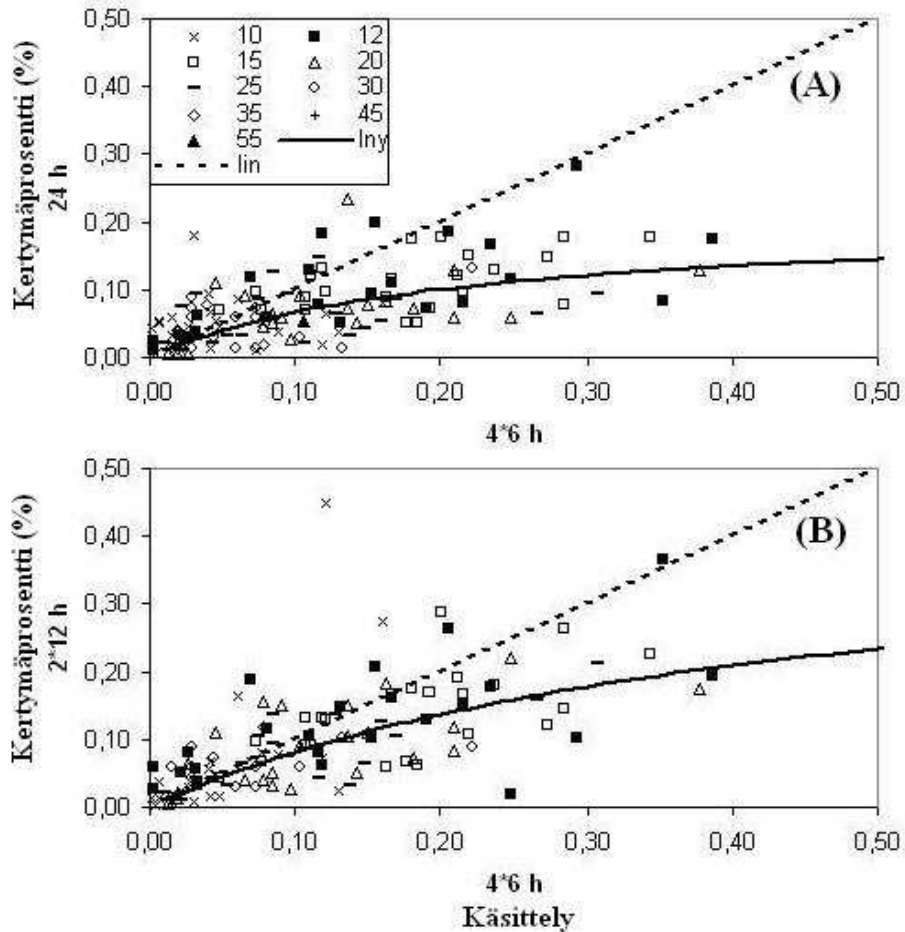 0,50
0,40
0,30
0,20
0,10
0,00
Kertymäprosentti (%)
24 h
10 12
15 20
25 30
35 45
55 lny
lin
(A)
0,00 0,10 0,20 0,30 0,40 0,50
4*6 h
0,50
0,40
0,30
0,20
0,10
0,00
Kertymäprosentti (%)
2*12 h
(B)
0,00 0,10 0,20 0,30 0,40 0,50
4*6 h
Käsittely